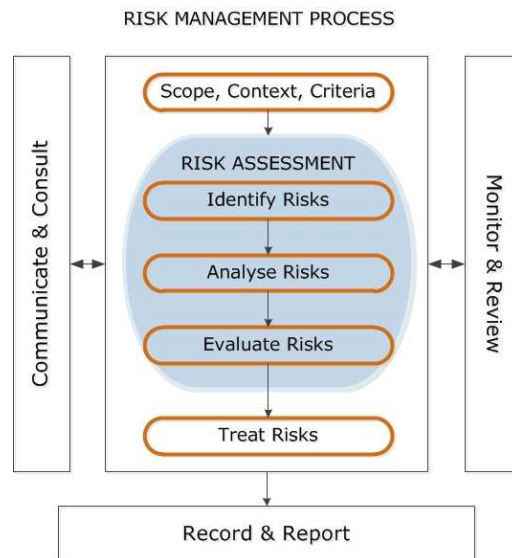 RISK MANAGEMENT PROCESS
Scope, Context, Criteria
RISK ASSESSMENT
Identify Risks
Analyse Risks
Evaluate Risks
Treat Risks
Communicate & Consult
Monitor & Review
Record & Report